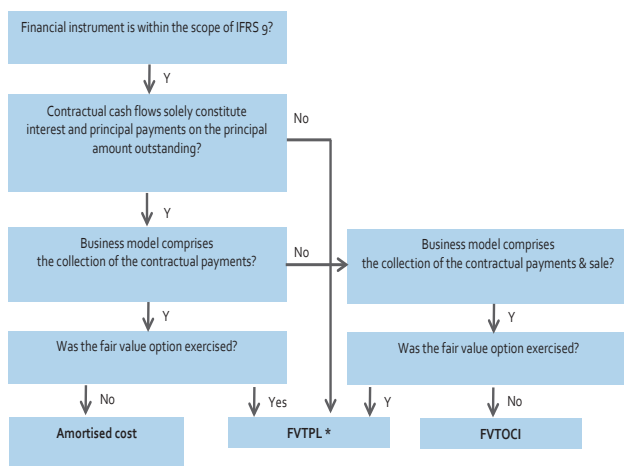 Financial instrument is within the scope of IFRS 9?
Y
Contractual cash flows solely constitute
interest and principal payments on the principal
amount outstanding?
No
Y
Business model comprises
the collection of the contractual payments?
No
Business model comprises
the collection of the contractual payments & sale?
Y
Y
Was the fair value option exercised?
Was the fair value option exercised?
No
Yes
Y
No
Amortised cost
FVTPL *
FVTOCI